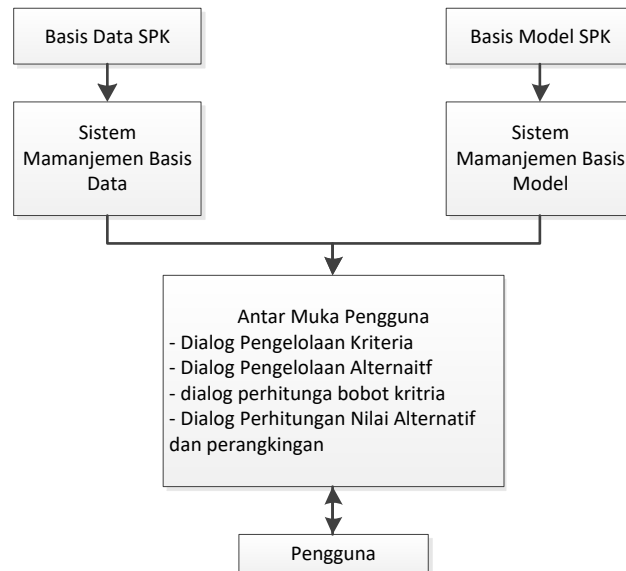 Basis Data SPK
Basis Model SPK
Sistem
Mamanjemen Basis
Data
Sistem
Mamanjemen Basis
Model
Antar Muka Pengguna
- Dialog Pengelolaan Kriteria
- Dialog Pengelolaan Alternaitf
- dialog perhitunga bobot kritria
- Dialog Perhitungan Nilai Alternatif
dan perangkingan
Pengguna